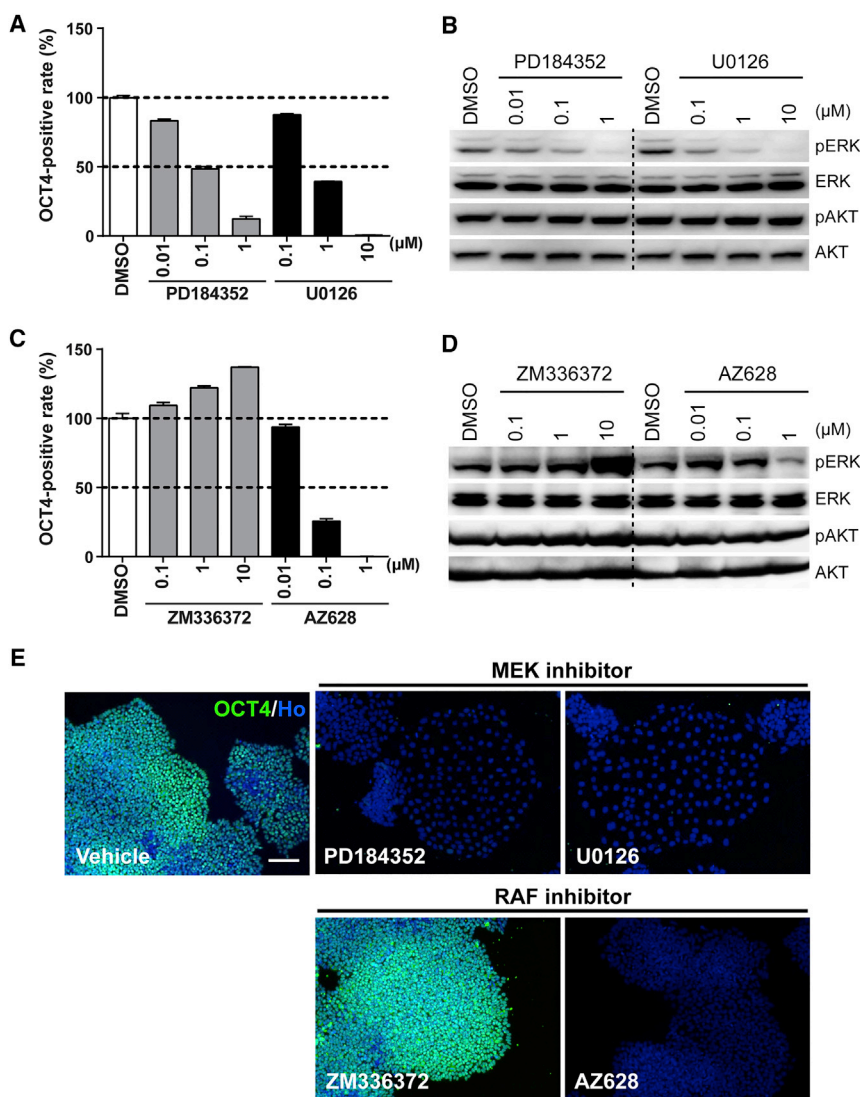 A
OCT4-positive rate (%)
150
100
50
0
DMSO
0.01
0.1
1
0.1
1
10
(μM)
PD184352
U0126
B
PD184352
U0126
DMSO
0.01
0.1
1
DMSO
0.1
1
10
(μM)
pERK
ERK
pAKT
AKT
C
OCT4-positive rate (%)
150
100
50
0
DMSO
0.1
1
10
0.01
0.1
1
(μM)
ZM336372
AZ628
D
ZM336372
AZ628
DMSO
0.1
1
10
DMSO
0.01
0.1
1
(μM)
pERK
ERK
pAKT
AKT
E
MEK inhibitor
OCT4/Ho
Vehicle
PD184352
U0126
RAF inhibitor
ZM336372
AZ628